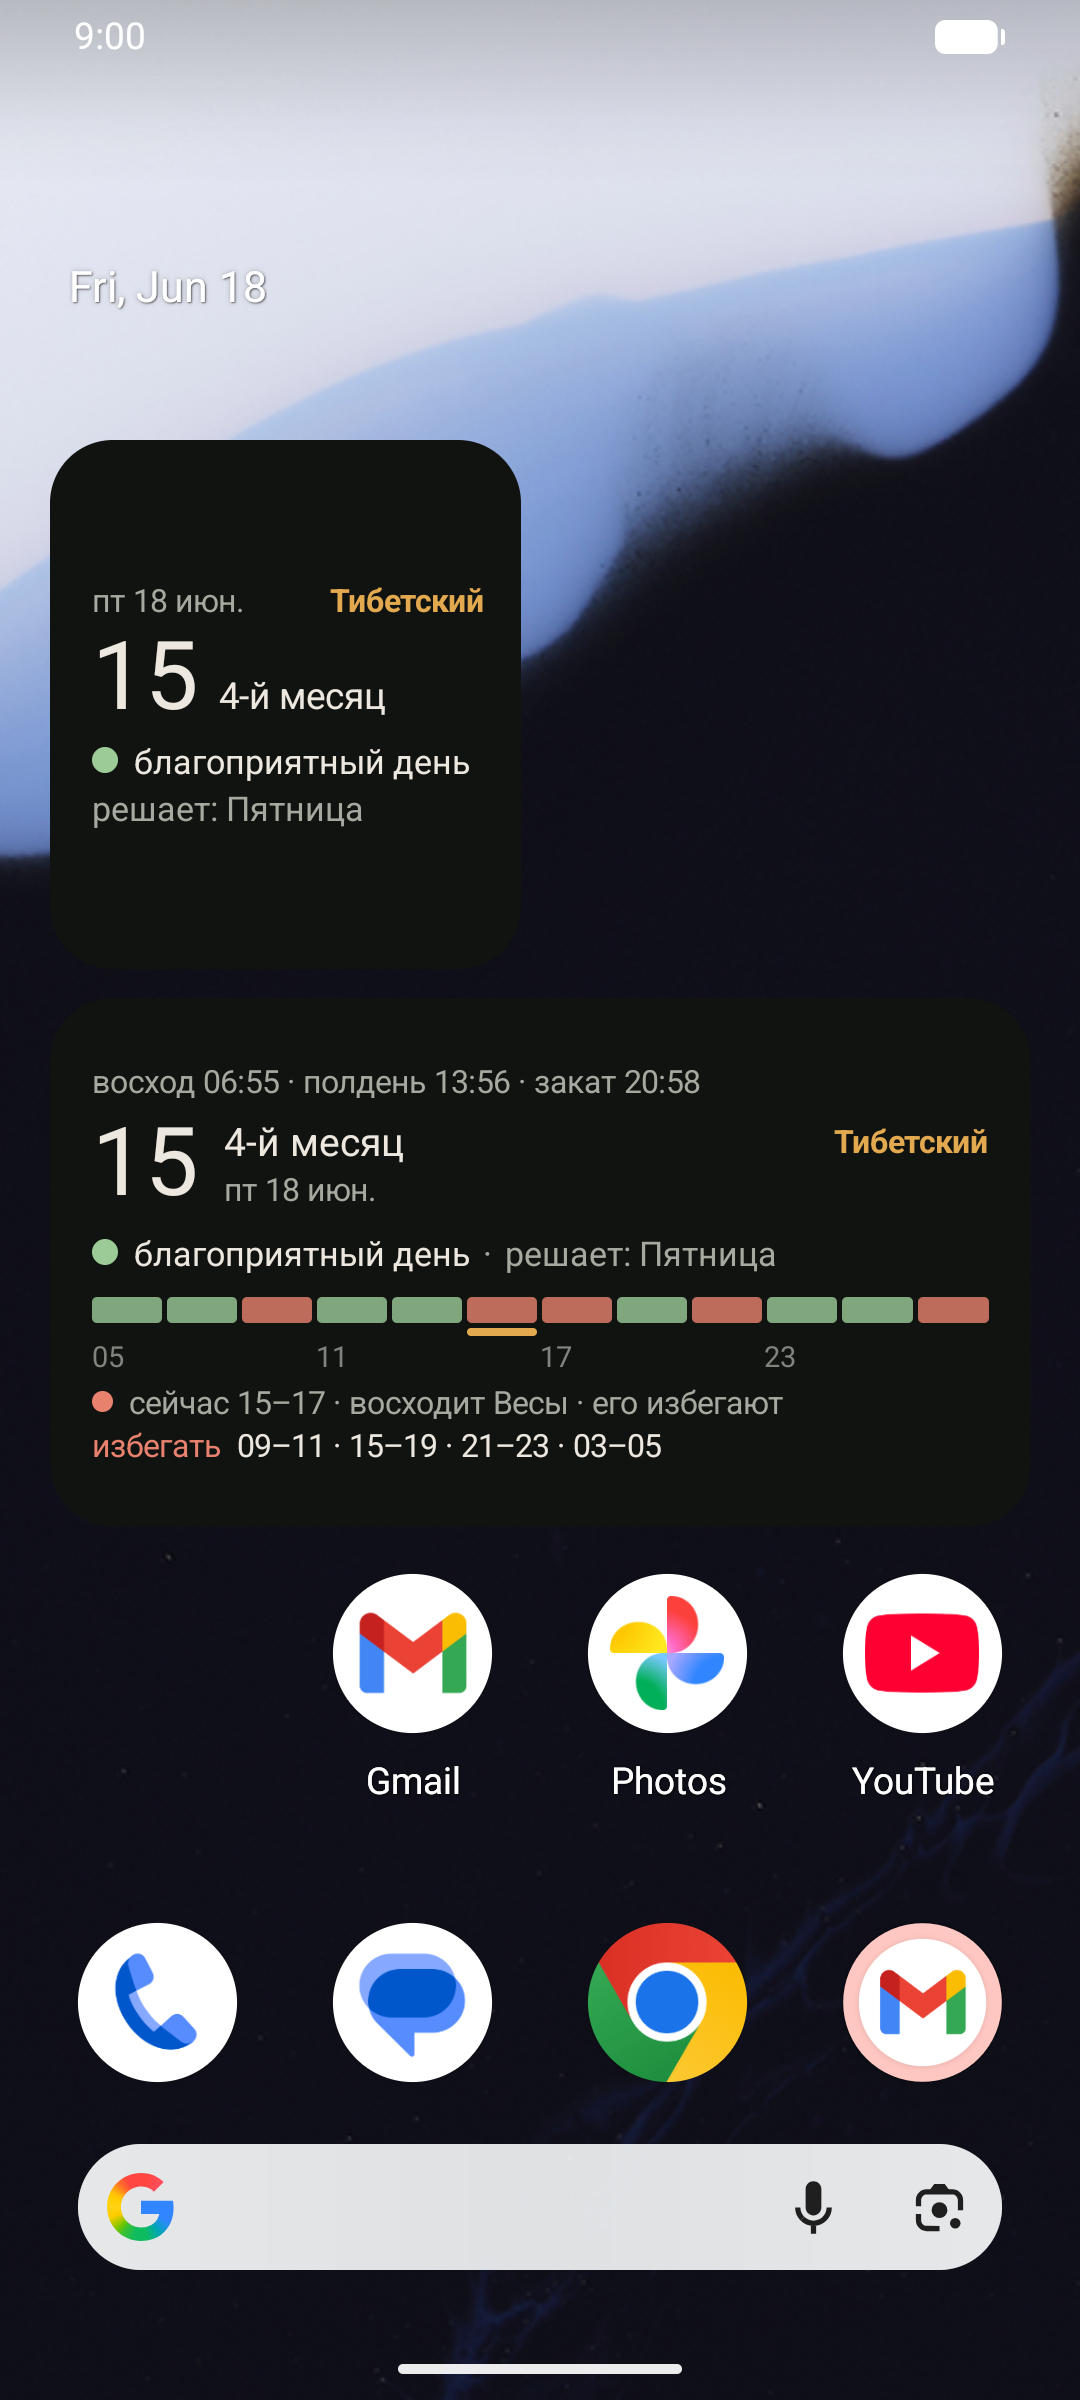 9:00
Fri, Jun 18
пт 18 июн. Тибетский
15 4-й месяц
благоприятный день
решает: Пятница
восход 06:55 · полдень 13:56 · закат 20:58
15 4-й месяц Тибетский
пт 18 июн.
благоприятный день · решает: Пятница
05 11 17 23
сейчас 15–17 · восходит Весы · его избегают
избегать 09–11 · 15–19 · 21–23 · 03–05
Gmail Photos YouTube